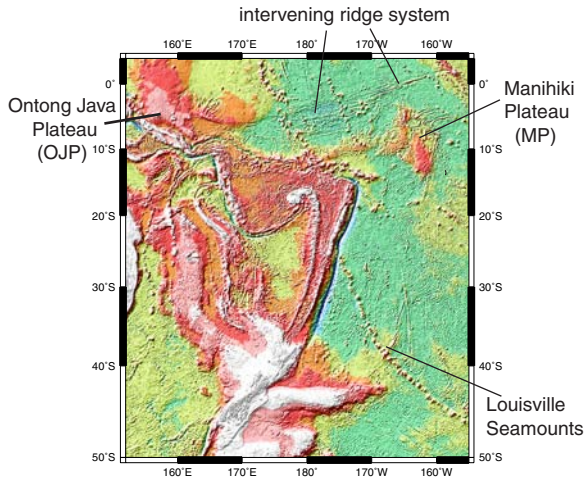 intervening ridge system
160˚E 170˚E 180˚ 170˚W 160˚W
0˚ 0˚
Ontong Java
Plateau
(OJP)
Manihiki
Plateau
(MP)
10˚S 10˚S
20˚S 20˚S
30˚S 30˚S
40˚S 40˚S
Louisville
Seamounts
50˚S 50˚S
160˚E 170˚E 180˚ 170˚W 160˚W